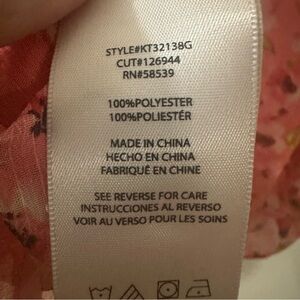 STYLE#KT32138G
CUT#126944
RN#58539
100%POLYESTER
100%POLIESTÉR
MADE IN CHINA
HECHO EN CHINA
FABRIQUÉ EN CHINE
SEE REVERSE FOR CARE
INSTRUCCIONES AL REVERSO
VOIR AU VERSO POUR LES SOINS